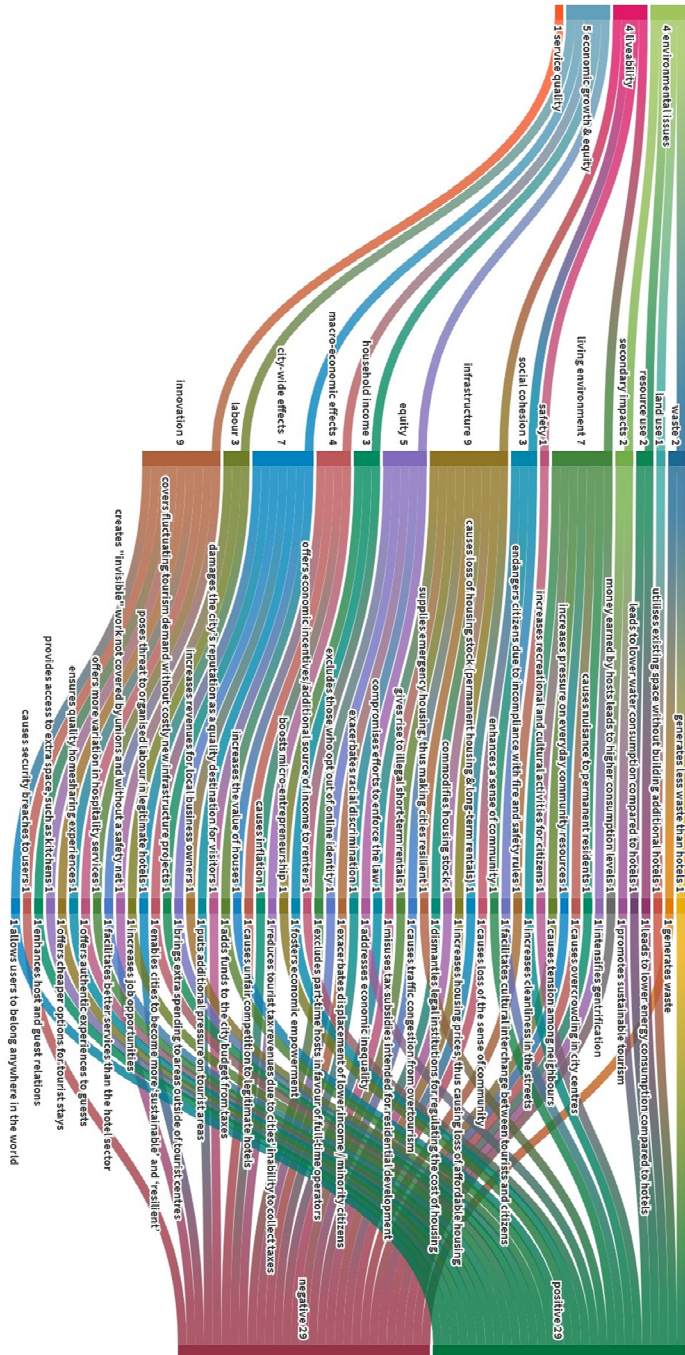 4 environmental issues
4 liveability
5 economic growth & equity
1 service quality
waste 2
land use 1
resource use 2
secondary impacts 2
living environment 7
safety 1
social cohesion 3
infrastructure 9
equity 5
household income 3
macro-economic effects 4
city-wide effects 7
labour 3
innovation 9
generates less waste than hotels 1
1 generates waste
utilises existing space without building additional hotels 1
1 leads to lower energy consumption compared to hotels
leads to lower water consumption compared to hotels 1
1 promotes sustainable tourism
money earned by hosts leads to higher consumption levels 1
1 intensifies gentrification
causes nuisance to permanent residents 1
1 causes overcrowding in city centres
increases pressure on everyday community resources 1
1 causes tension among neighbours
increases recreational and cultural activities for citizens 1
1 increases cleanliness in the streets
endangers citizens due to incompliance with fire and safety rules 1
1 facilitates cultural interchange between tourists and citizens
enhances a sense of community 1
1 causes loss of the sense of community
causes loss of housing stock (permanent housing & long-term rentals) 1
1 increases housing prices, thus causing loss of affordable housing
commodifies housing stock 1
1 dismantles legal institutions for regulating the cost of housing
supplies emergency housing, thus making cities resilient 1
1 causes traffic congestion from overtourism
gives rise to illegal short-term rentals 1
1 misuses tax subsidies intended for residential development
compromises efforts to enforce the law 1
1 addresses economic inequality
exacerbates racial discrimination 1
1 exacerbates displacement of lower income / minority citizens
excludes those who opt out of online identity 1
1 excludes part-time hosts in favour of full-time operators
offers economic incentives/additional source of income to renters 1
1 fosters economic empowerment
boosts micro-entrepreneurship 1
1 reduces tourist tax revenues due to cities' inability to collect taxes
causes inflation 1
1 causes unfair competition to legitimate hotels
increases the value of houses 1
1 adds funds to the city budget from taxes
damages the city's reputation as a quality destination for visitors 1
1 puts additional pressure on tourist areas
increases revenues for local business owners 1
1 brings extra spending to areas outside of tourist centres
covers fluctuating tourism demand without costly new infrastructure projects 1
1 enables cities to become more 'sustainable' and 'resilient'
poses threat to organised labour in legitimate hotels 1
1 increases job opportunities
creates "invisible" work not covered by unions and without a safety net 1
1 facilitates better services than the hotel sector
offers more variation in hospitality services 1
1 offers authentic experiences to guests
ensures quality homesharing experiences 1
1 offers cheaper options for tourist stays
provides access to extra space, such as kitchens 1
1 enhances host and guest relations
causes security breaches to users 1
1 allows users to belong anywhere in the world
positive 29
negative 29